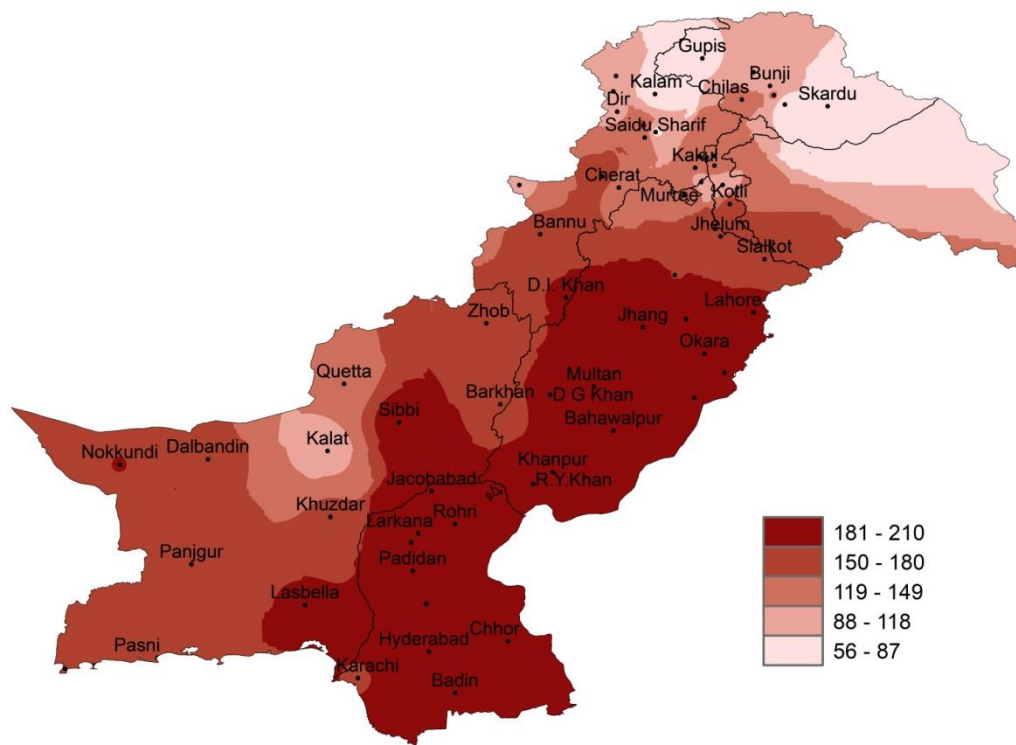 Gupis
Bunji
Kalam
Chilas
Skardu
Dir
Saidu Sharif
Kakul
Cherat
Murree
Kotli
Bannu
Jhelum
Sialkot
D.I. Khan
Lahore
Zhob
Jhang
Okara
Quetta
Multan
Barkhan
D G Khan
Sibbi
Bahawalpur
Kalat
Nokkundi
Dalbandin
Khanpur
Jacobabad
R.Y.Khan
Khuzdar
Rohri
Larkana
181 - 210
150 - 180
Panjgur
Padidan
119 - 149
Lasbella
88 - 118
Pasni
Hyderabad
Chhor
56 - 87
Karachi
Badin